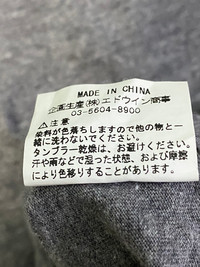 MADE IN CHINA
企画生産(株)エドウイン商事
03-5604-8900
⚠注意
染料が色落ちしますので他の物と一
緒に洗わないでください。
タンブラー乾燥は、お避けください。
汗や雨などで湿った状態、および摩擦
により色移りすることがあります。